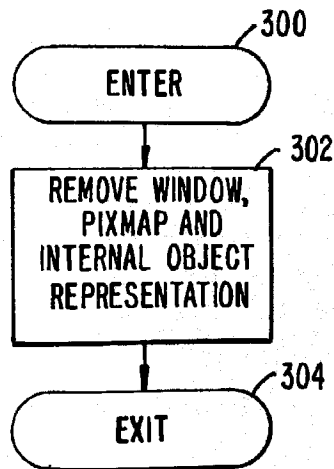 300
ENTER
302
REMOVE WINDOW,
PIXMAP AND
INTERNAL OBJECT
REPRESENTATION
304
EXIT